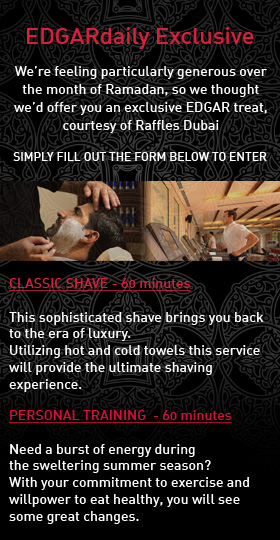 EDGARdaily Exclusive
We're feeling particularly generous over
the month of Ramadan, so we thought
we'd offer you an exclusive EDGAR treat,
courtesy of Raffles Dubai
SIMPLY FILL OUT THE FORM BELOW TO ENTER
CLASSIC SHAVE - 60 minutes
This sophisticated shave brings you back
to the era of luxury.
Utilizing hot and cold towels this service
will provide the ultimate shaving
experience.
PERSONAL TRAINING - 60 minutes
Need a burst of energy during
the sweltering summer season?
With your commitment to exercise and
willpower to eat healthy, you will see
some great changes.